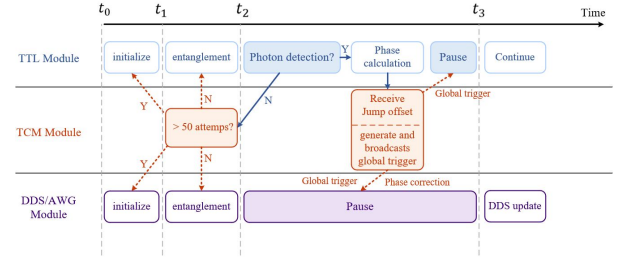 t0 t1 t2 t3 Time
TTL Module
initialize
entanglement
Photon detection?
Y
Phase
calculation
Pause
Continue
Y
N
N
Global trigger
TCM Module
> 50 attemps?
Receive
Jump offset
generate and
broadcasts
global trigger
Y
N
Global trigger
Phase correction
DDS/AWG
Module
initialize
entanglement
Pause
DDS update